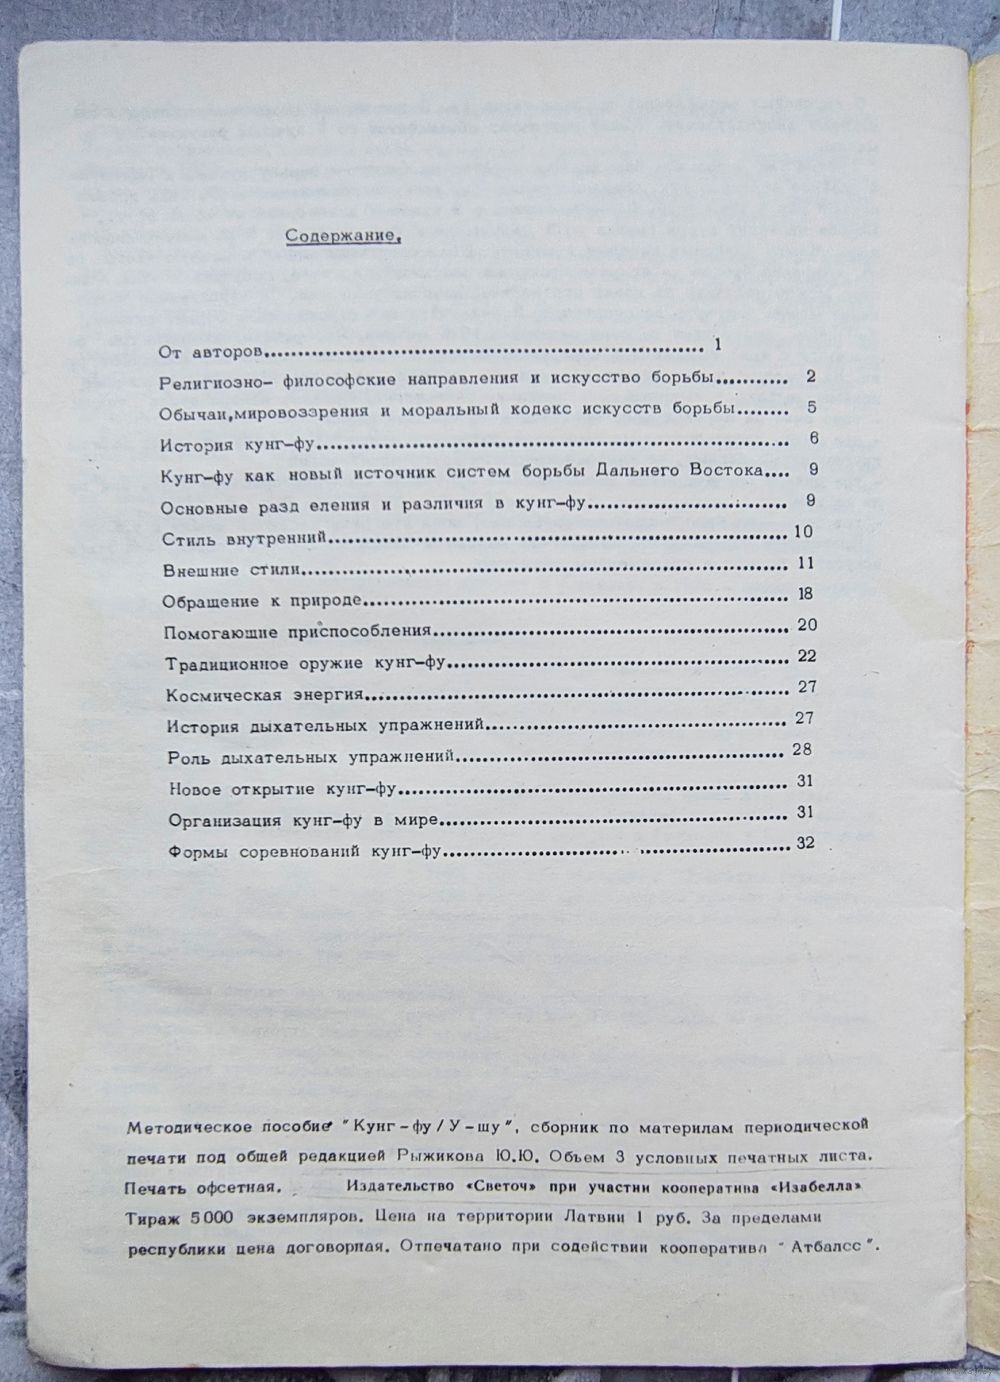 Содержание.
От авторов................................................................ 1
Религиозно- философские направления и искусство борьбы........... 2
Обычаи,мировоззрения и моральный кодекс искусств борьбы........ 5
История кунг-фу..................................................................... 6
Кунг-фу как новый источник систем борьбы Дальнего Востока.... 9
Основные разд еления и различия в кунг-фу............................. 9
Стиль внутренний.................................................................. 10
Внешние стили....................................................................... 11
Обращение к природе............................................................. 18
Помогающие приспособления.................................................... 20
Традиционное оружие кунг-фу.................................................. 22
Космическая энергия.............................................................. 27
История дыхательных упражнений............................................ 27
Роль дыхательных упражнений................................................ 28
Новое открытие кунг-фу......................................................... 31
Организация кунг-фу в мире................................................... 31
Формы соревнований кунг-фу.................................................. 32
Методическое пособие "Кунг-фу/У-шу", сборник по материлам периодической
печати под общей редакцией Рыжикова Ю.Ю. Объем 3 условных печатных листа.
Печать офсетная. Издательство «Светоч» при участии кооператива «Изабелла»
Тираж 5000 экземпляров. Цена на территории Латвии 1 руб. За пределами
республики цена договорная. Отпечатано при содействии кооператива "Атбалсс".